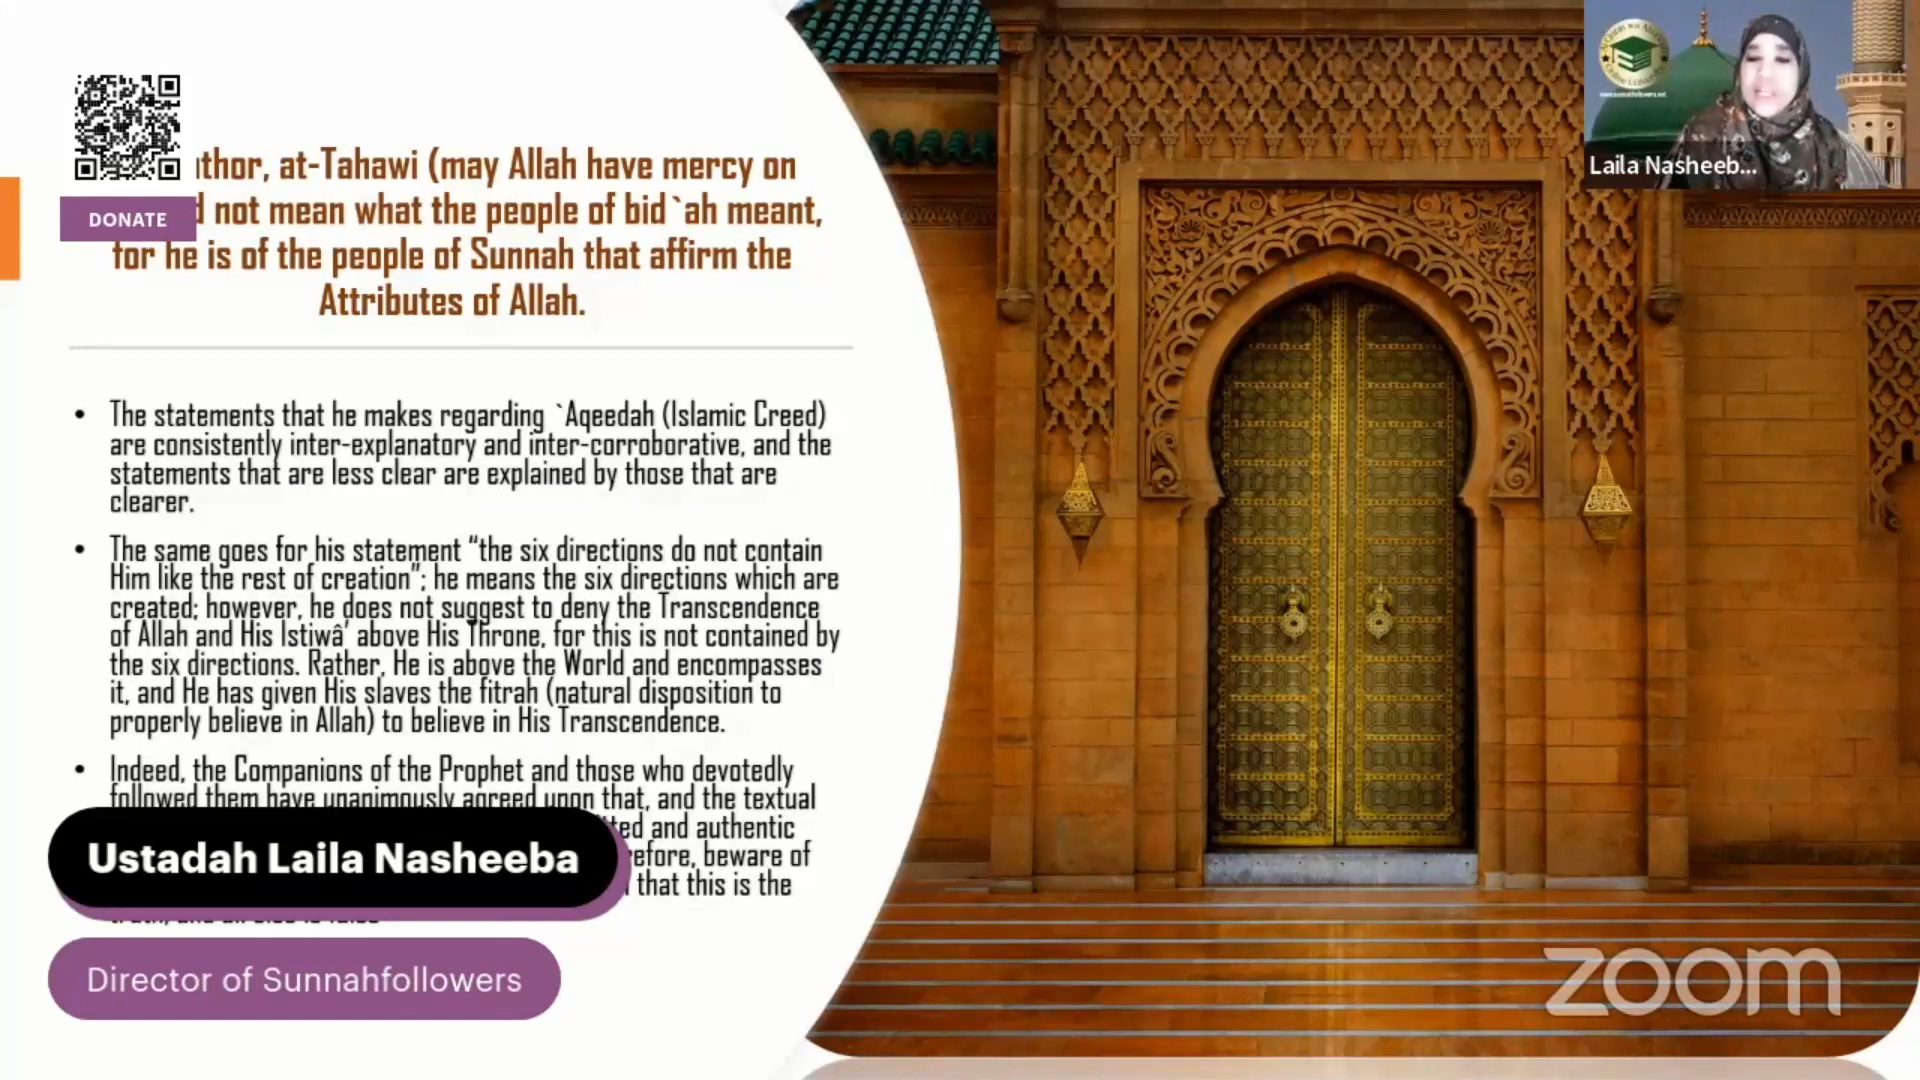 DONATE
thor, at-Tahawi (may Allah have mercy on
not mean what the people of bid`ah meant,
for he is of the people of Sunnah that affirm the
Attributes of Allah.
• The statements that he makes regarding `Aqeedah (Islamic Creed)
are consistently inter-explanatory and inter-corroborative, and the
statements that are less clear are explained by those that are
clearer.
• The same goes for his statement “the six directions do not contain
Him like the rest of creation”; he means the six directions which are
created; however, he does not suggest to deny the Transcendence
of Allah and His Istiwâ’ above His Throne, for this is not contained by
the six directions. Rather, He is above the World and encompasses
it, and He has given His slaves the fitrah (natural disposition to
properly believe in Allah) to believe in His Transcendence.
• Indeed, the Companions of the Prophet and those who devotedly
followed them have unanimously agreed upon that, and the textual
ted and authentic
refore, beware of
that this is the
Ustadah Laila Nasheeba
Director of Sunnahfollowers
Laila Nasheeb...
zoom